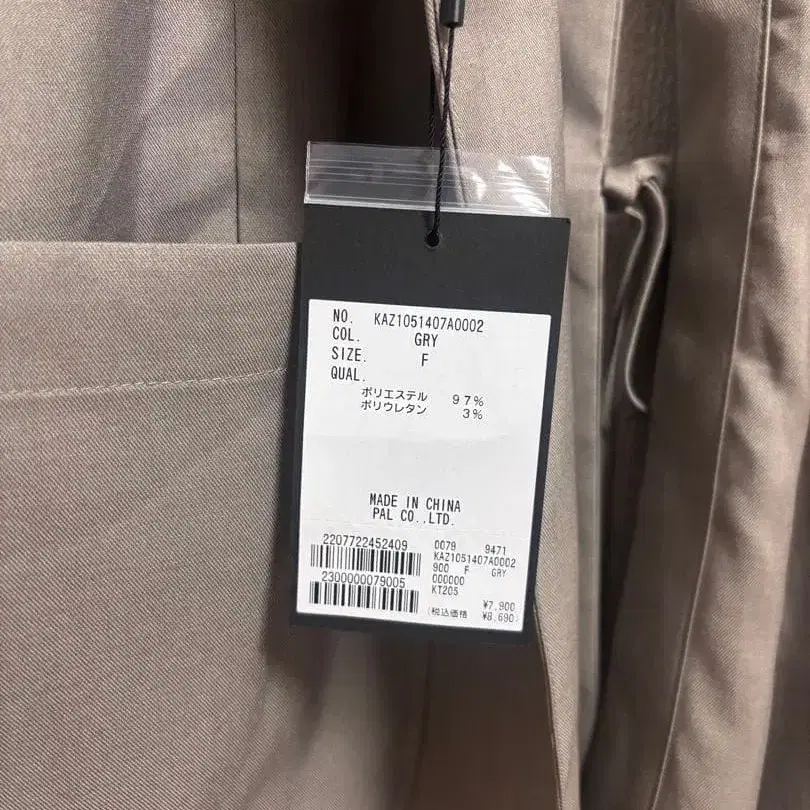 NO. KAZ1051407A0002
COL. GRY
SIZE. F
QUAL.
ポリエステル 97%
ポリウレタン 3%
MADE IN CHINA
PAL CO.,LTD.
2207722452409
2300000079005
0079 9471
KAZ1051407A0002
900 F GRY
000000
KT205
¥7,900
(税込価格 ¥8,690)